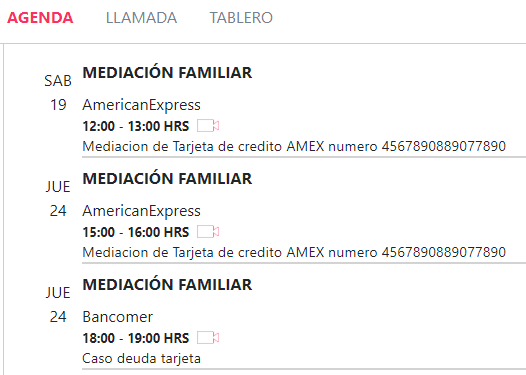 AGENDA LLAMADA TABLERO
SAB MEDIACIÓN FAMILIAR
19 AmericanExpress
12:00 - 13:00 HRS
Mediacion de Tarjeta de credito AMEX numero 4567890889077890
JUE MEDIACIÓN FAMILIAR
24 AmericanExpress
15:00 - 16:00 HRS
Mediacion de Tarjeta de credito AMEX numero 4567890889077890
JUE MEDIACIÓN FAMILIAR
24 Bancomer
18:00 - 19:00 HRS
Caso deuda tarjeta